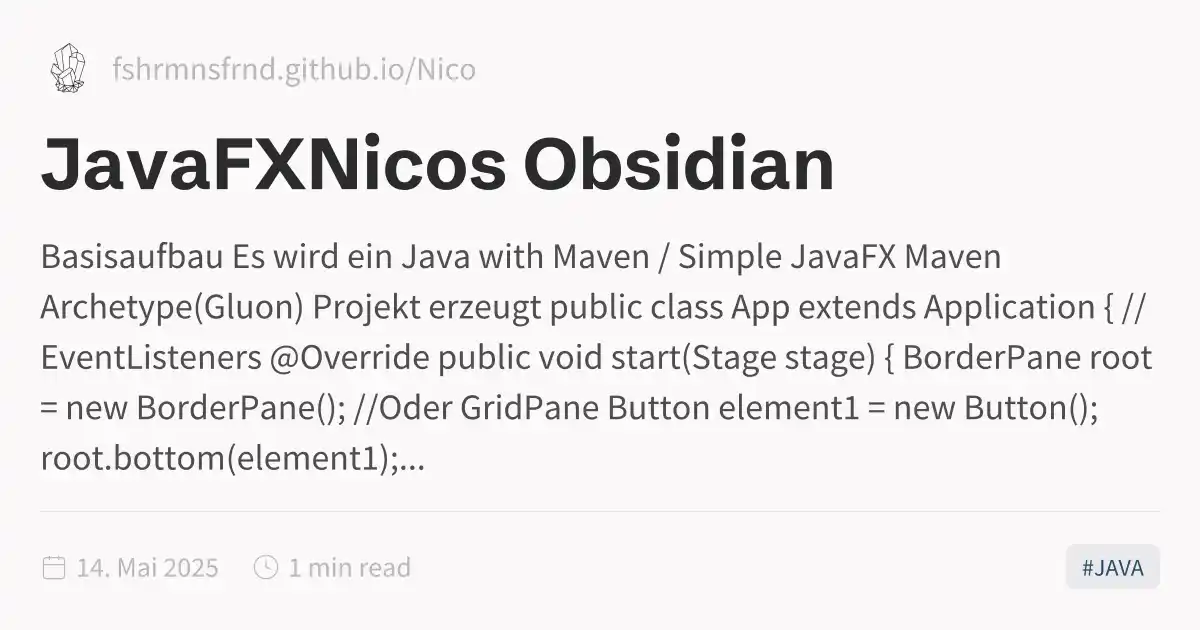 fshrmnsfrnd.github.io/Nico
JavaFXNicos Obsidian
Basisaufbau Es wird ein Java with Maven / Simple JavaFX Maven
Archetype(Gluon) Projekt erzeugt public class App extends Application { //
EventListeners @Override public void start(Stage stage) { BorderPane root
= new BorderPane(); //Oder GridPane Button element1 = new Button();
root.bottom(element1);...
14. Mai 2025 1 min read #JAVA